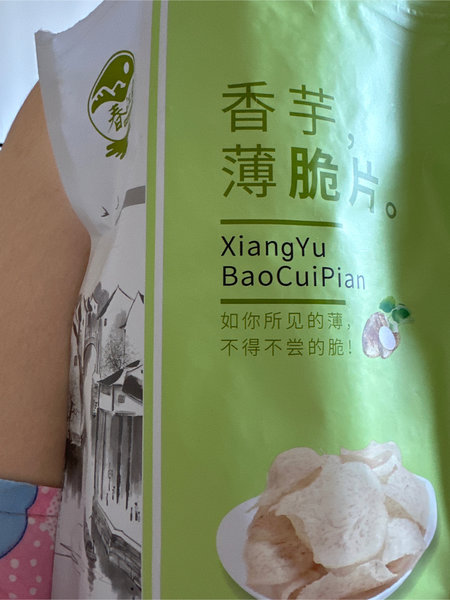 春
香芋，
薄脆片。
XiangYu
BaoCuiPian
如你所见的薄，
不得不尝的脆！